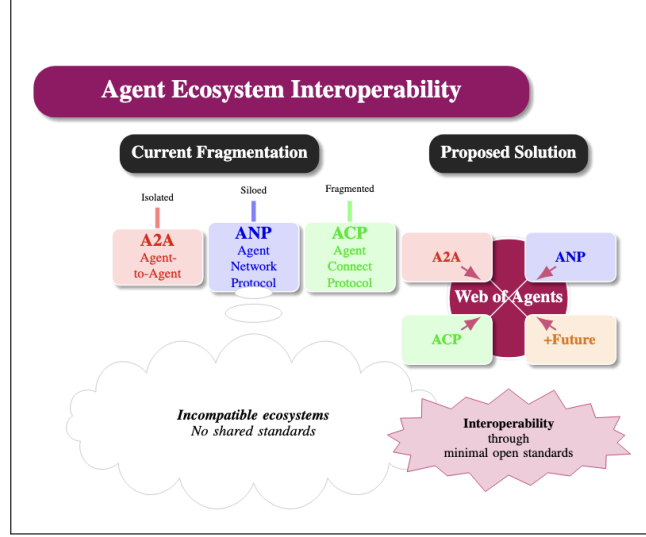 Agent Ecosystem Interoperability
Current Fragmentation
Proposed Solution
Isolated
Siloed
Fragmented
A2A
Agent-
to-Agent
ANP
Agent
Network
Protocol
ACP
Agent
Connect
Protocol
A2A
ANP
Web of Agents
ACP
+Future
Incompatible ecosystems
No shared standards
Interoperability
through
minimal open standards